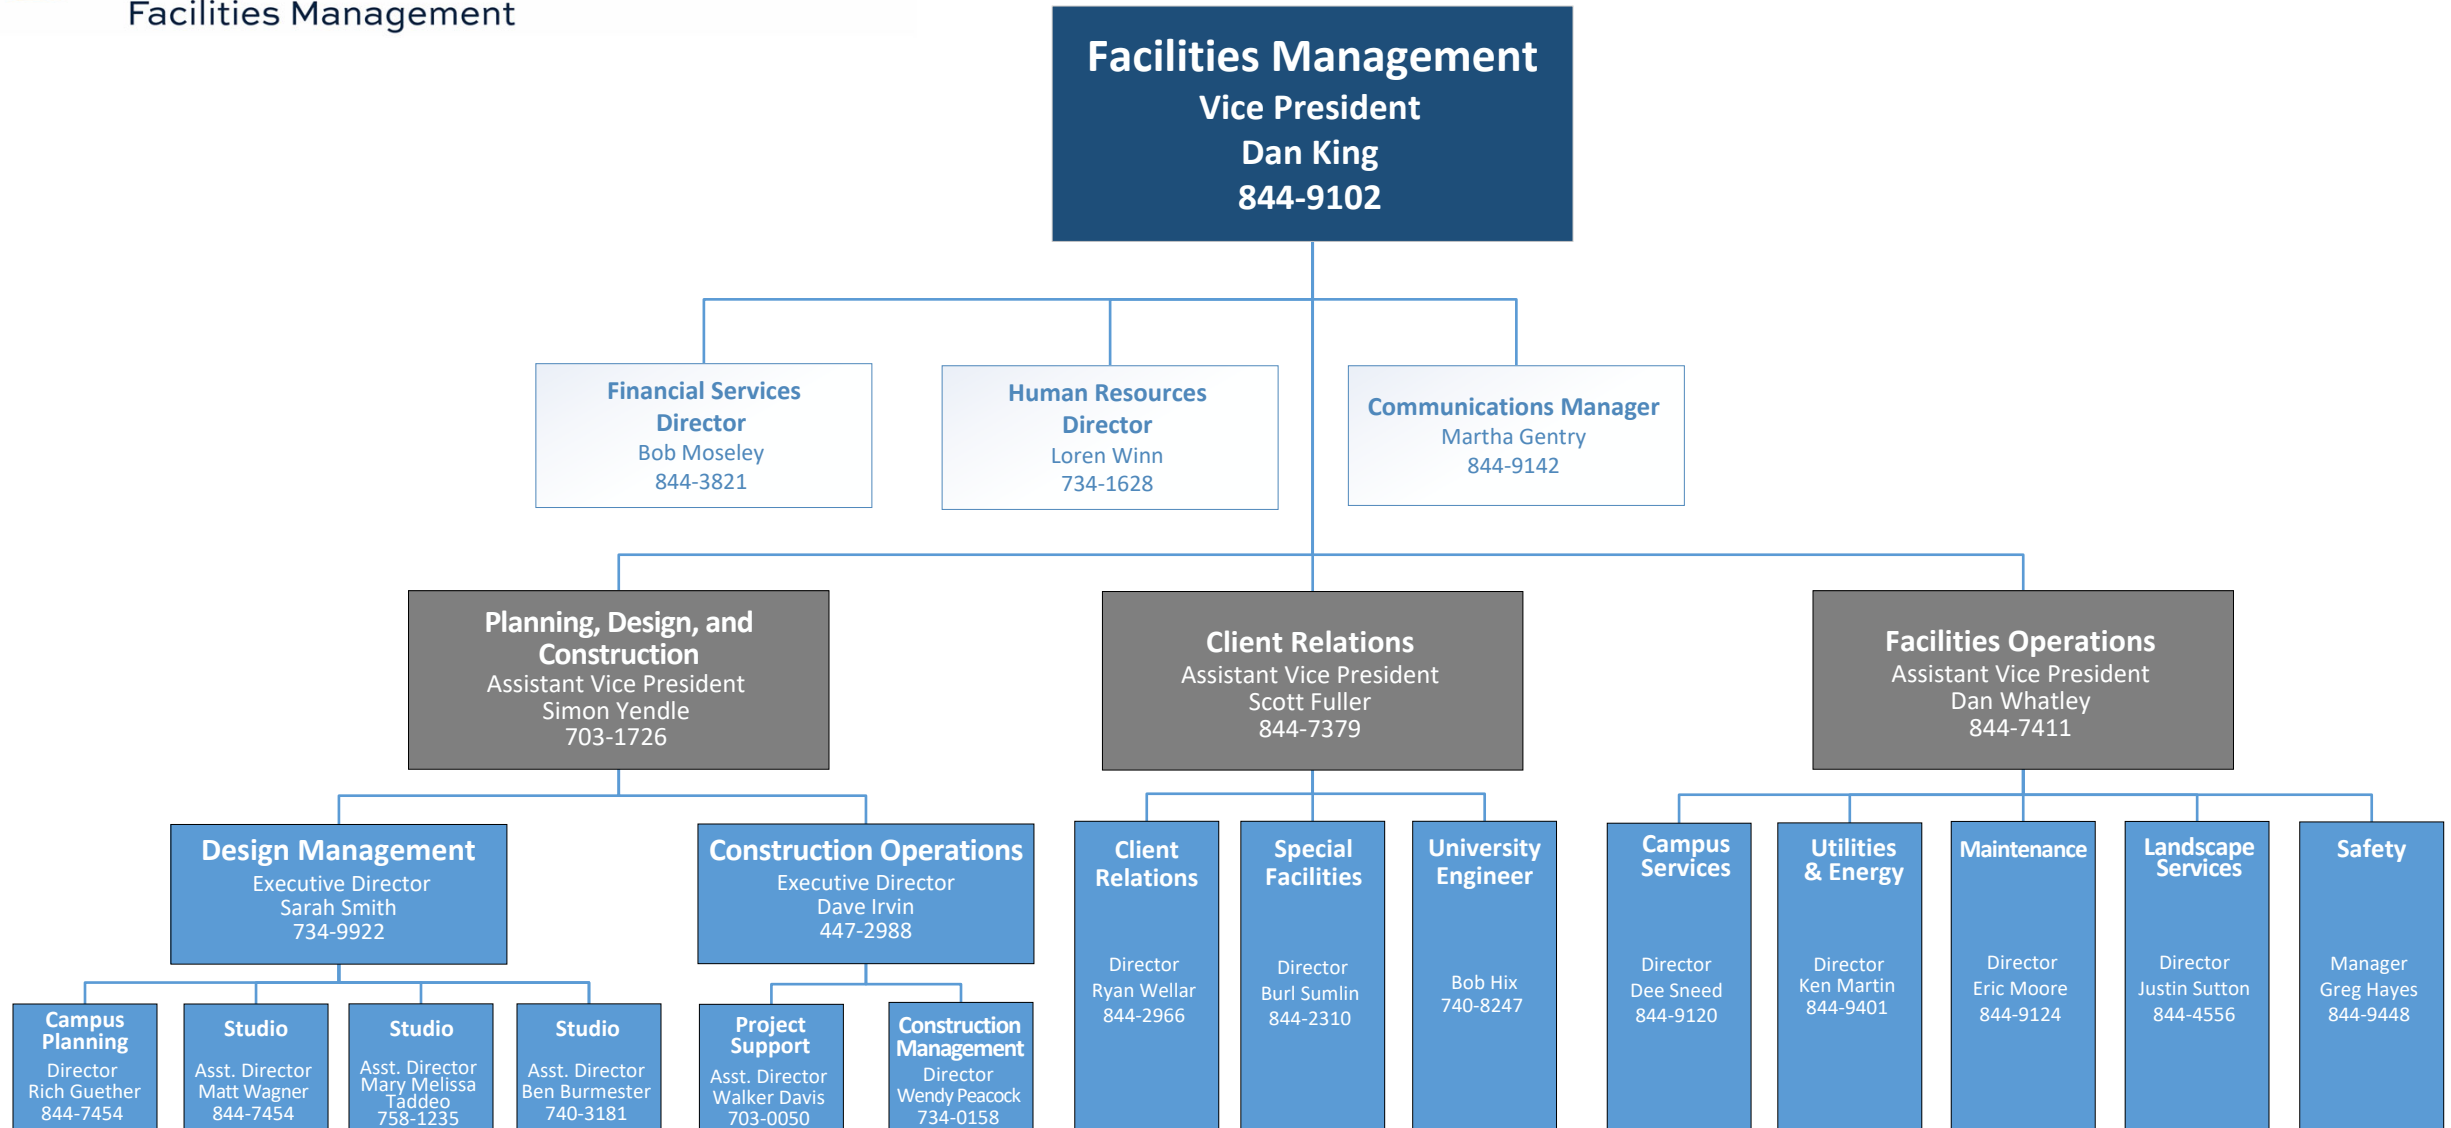 Facilities Management
Facilities Management
Vice President
Dan King
844-9102
Financial Services
Director
Bob Moseley
844-3821
Human Resources
Director
Loren Winn
734-1628
Communications Manager
Martha Gentry
844-9142
Planning, Design, and
Construction
Assistant Vice President
Simon Yendle
703-1726
Client Relations
Assistant Vice President
Scott Fuller
844-7379
Facilities Operations
Assistant Vice President
Dan Whatley
844-7411
Design Management
Executive Director
Sarah Smith
734-9922
Construction Operations
Executive Director
Dave Irvin
447-2988
Client
Relations
Director
Ryan Wellar
844-2966
Special
Facilities
Director
Burl Sumlin
844-2310
University
Engineer
Bob Hix
740-8247
Campus
Services
Director
Dee Sneed
844-9120
Utilities
& Energy
Director
Ken Martin
844-9401
Maintenance
Director
Eric Moore
844-9124
Landscape
Services
Director
Justin Sutton
844-4556
Safety
Manager
Greg Hayes
844-9448
Campus
Planning
Director
Rich Guether
844-7454
Studio
Asst. Director
Matt Wagner
844-7454
Studio
Asst. Director
Mary Melissa
Taddeo
758-1235
Studio
Asst. Director
Ben Burmester
740-3181
Project
Support
Asst. Director
Walker Davis
703-0050
Construction
Management
Director
Wendy Peacock
734-0158